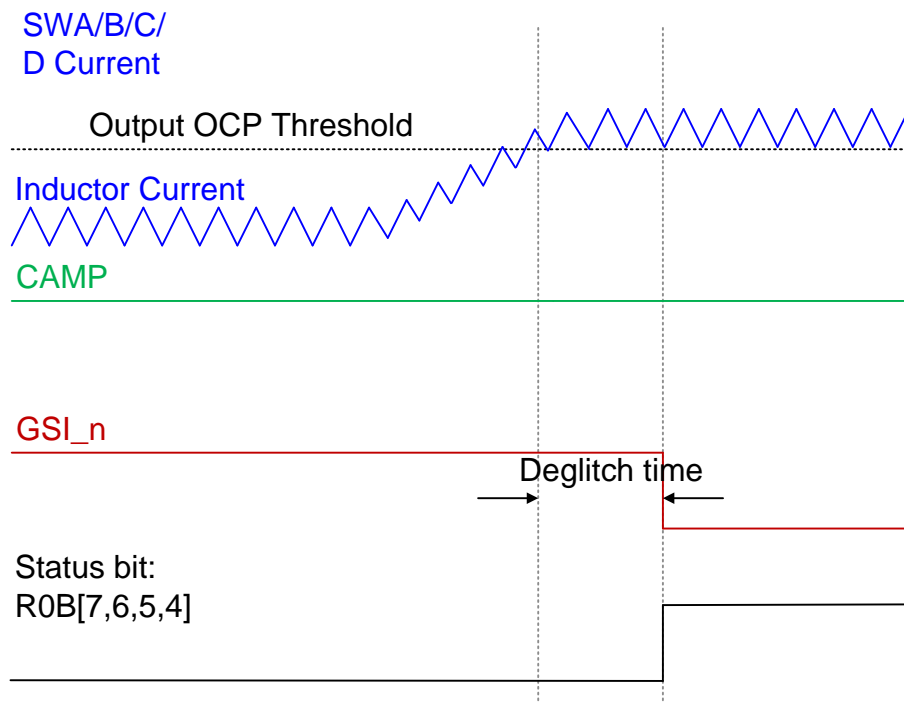 SWA/B/C/
D Current
Output OCP Threshold
Inductor Current
CAMP
GSI_n
Deglitch time
Status bit:
R0B[7,6,5,4]